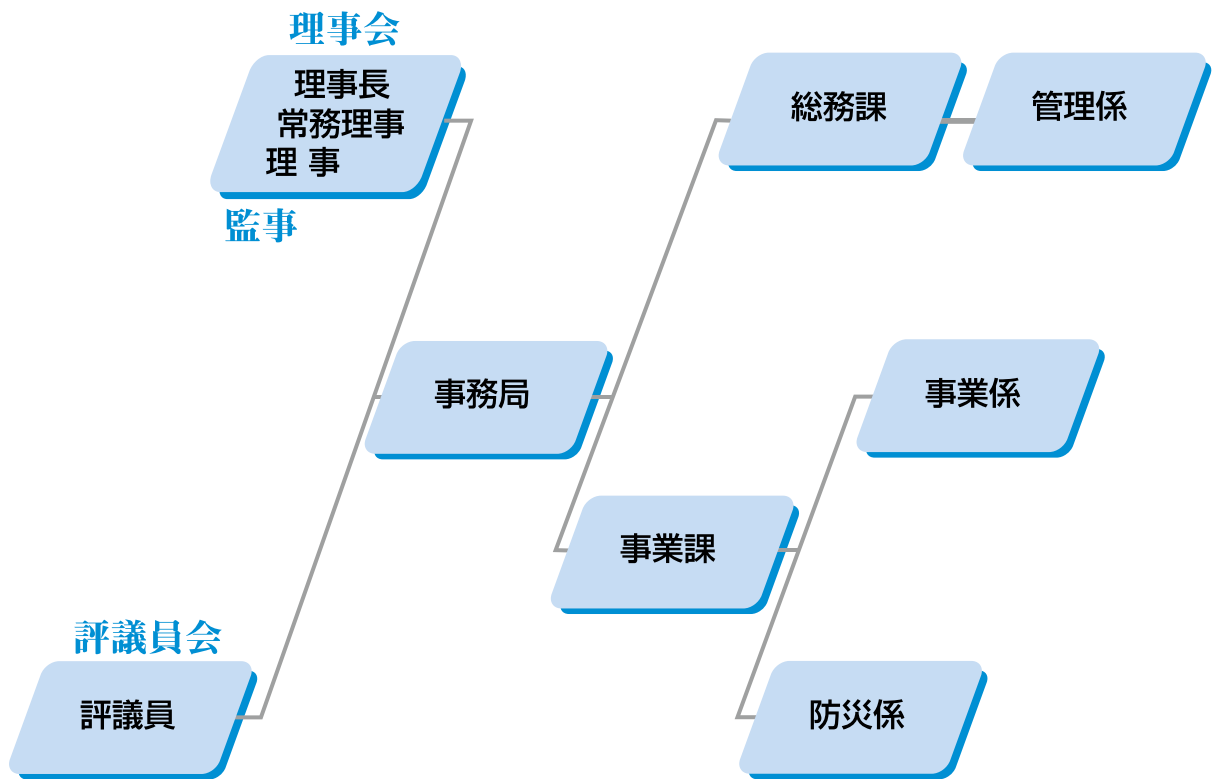 理事会
理事長
常務理事
理 事
監事
評議員会
評議員
事務局
総務課
管理係
事業課
事業係
防災係